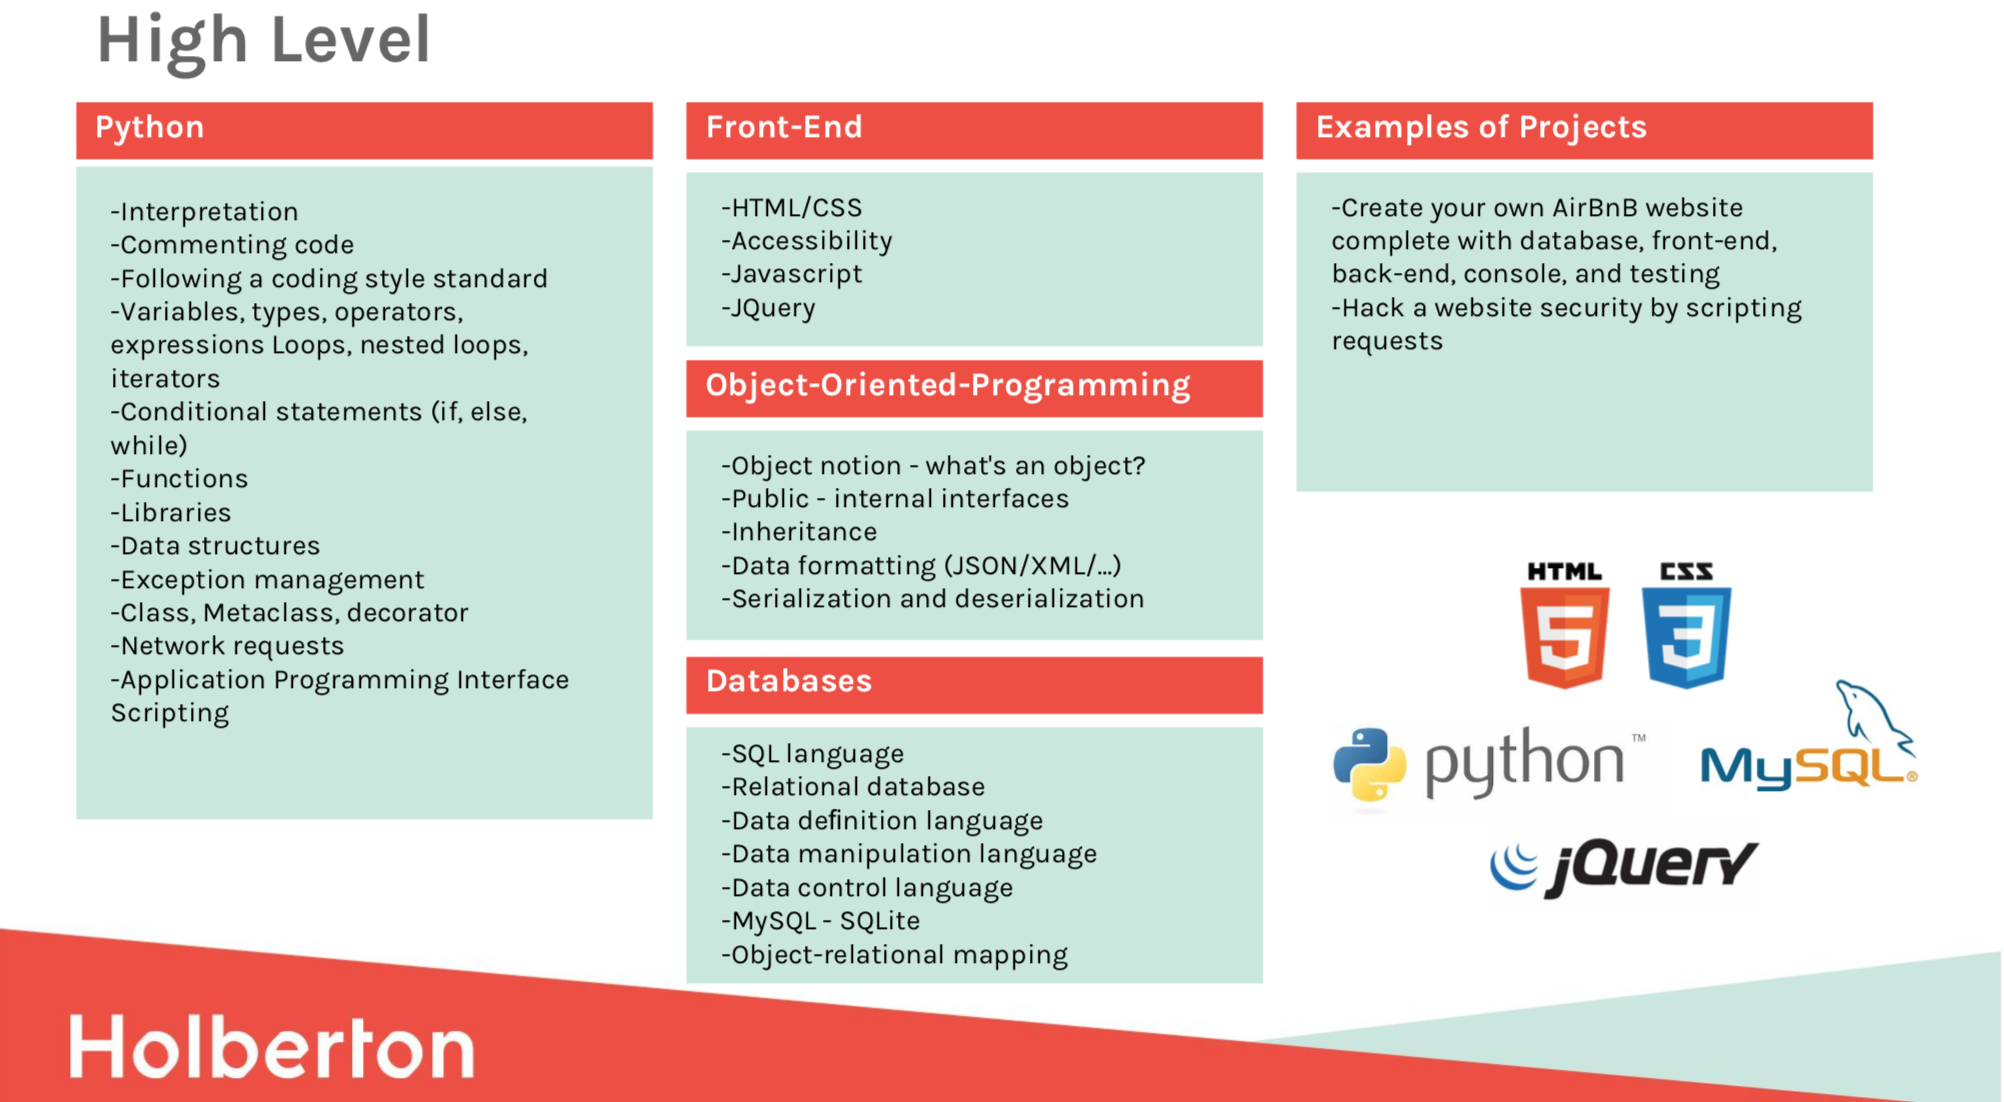 High Level
Python
-Interpretation
-Commenting code
-Following a coding style standard
-Variables, types, operators,
expressions Loops, nested loops,
iterators
-Conditional statements (if, else,
while)
-Functions
-Libraries
-Data structures
-Exception management
-Class, Metaclass, decorator
-Network requests
-Application Programming Interface
Scripting
Front-End
-HTML/CSS
-Accessibility
-Javascript
-JQuery
Object-Oriented-Programming
-Object notion - what's an object?
-Public - internal interfaces
-Inheritance
-Data formatting (JSON/XML/...)
-Serialization and deserialization
Databases
-SQL language
-Relational database
-Data definition language
-Data manipulation language
-Data control language
-MySQL - SQLite
-Object-relational mapping
Examples of Projects
-Create your own AirBnB website
complete with database, front-end,
back-end, console, and testing
-Hack a website security by scripting
requests
HTML CSS
5 3
python™ MySQL®
jQuery
Holberton